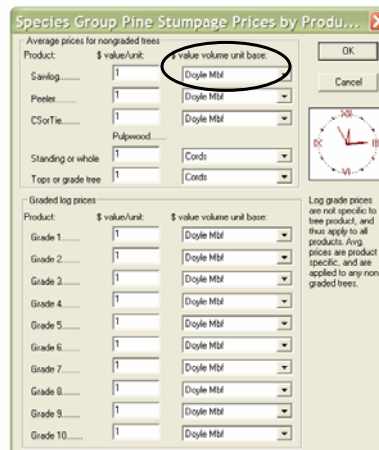 Species Group Pine Stumpage Prices by Produ...
Average prices for nongraded trees
Product: $ value/unit: $ value volume unit base:
Sawlog........ 1 Doyle Mbf
Peeler......... 1 Doyle Mbf
CSorTie....... 1 Doyle Mbf
Pulpwood......
Standing or whole 1 Cords
Tops or grade tree 1 Cords
OK
Cancel
XII
III
VI
IX
Graded log prices
Product: $ value/unit: $ value volume unit base:
Grade 1........ 1 Doyle Mbf
Grade 2........ 1 Doyle Mbf
Grade 3........ 1 Doyle Mbf
Grade 4........ 1 Doyle Mbf
Grade 5........ 1 Doyle Mbf
Grade 6........ 1 Doyle Mbf
Grade 7........ 1 Doyle Mbf
Grade 8........ 1 Doyle Mbf
Grade 9........ 1 Doyle Mbf
Grade 10....... 1 Doyle Mbf
Log grade prices
are not specific to
tree product, and
thus apply to all
products. Avg.
prices are product
specific, and are
applied to any non
graded trees.